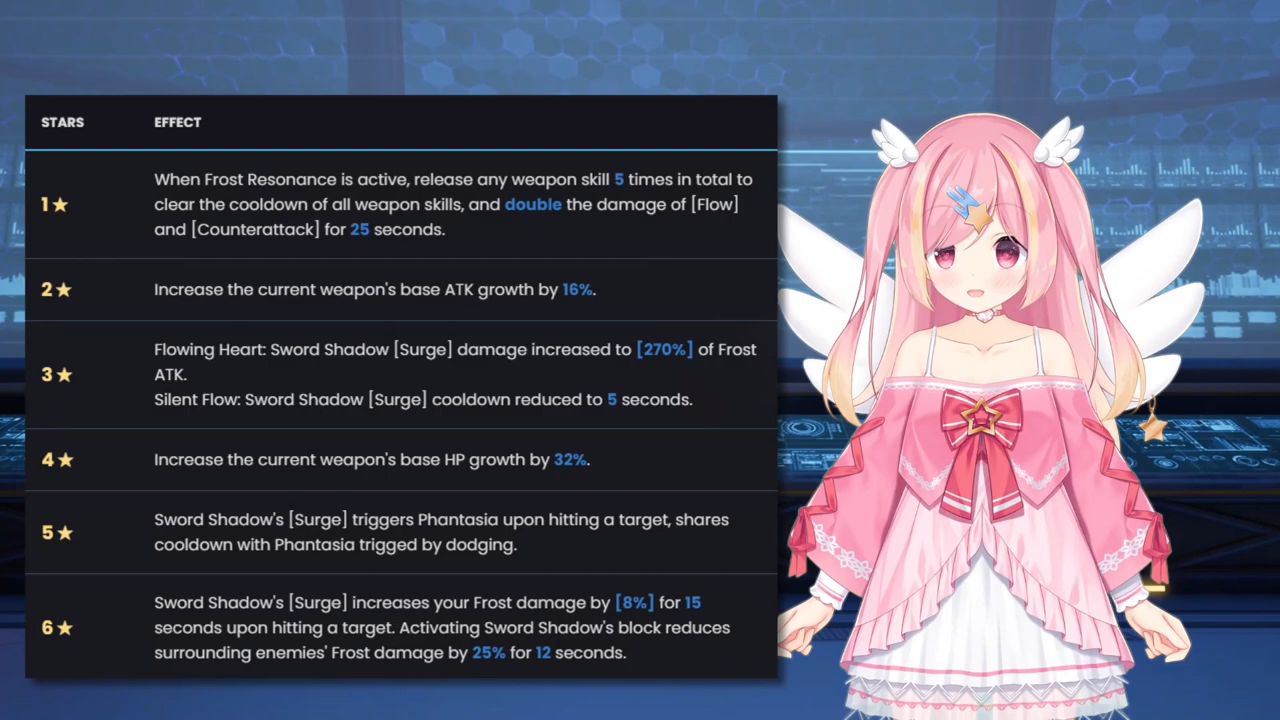 STARS EFFECT
When Frost Resonance is active, release any weapon skill 5 times in total to
1★ clear the cooldown of all weapon skills, and double the damage of [Flow]
and [Counterattack] for 25 seconds.
2★ Increase the current weapon's base ATK growth by 16%.
Flowing Heart: Sword Shadow [Surge] damage increased to [270%] of Frost
3★ ATK.
Silent Flow: Sword Shadow [Surge] cooldown reduced to 5 seconds.
4★ Increase the current weapon's base HP growth by 32%.
5★ Sword Shadow's [Surge] triggers Phantasia upon hitting a target, shares
cooldown with Phantasia trigged by dodging.
Sword Shadow's [Surge] increases your Frost damage by [8%] for 15
6★ seconds upon hitting a target. Activating Sword Shadow's block reduces
surrounding enemies' Frost damage by 25% for 12 seconds.